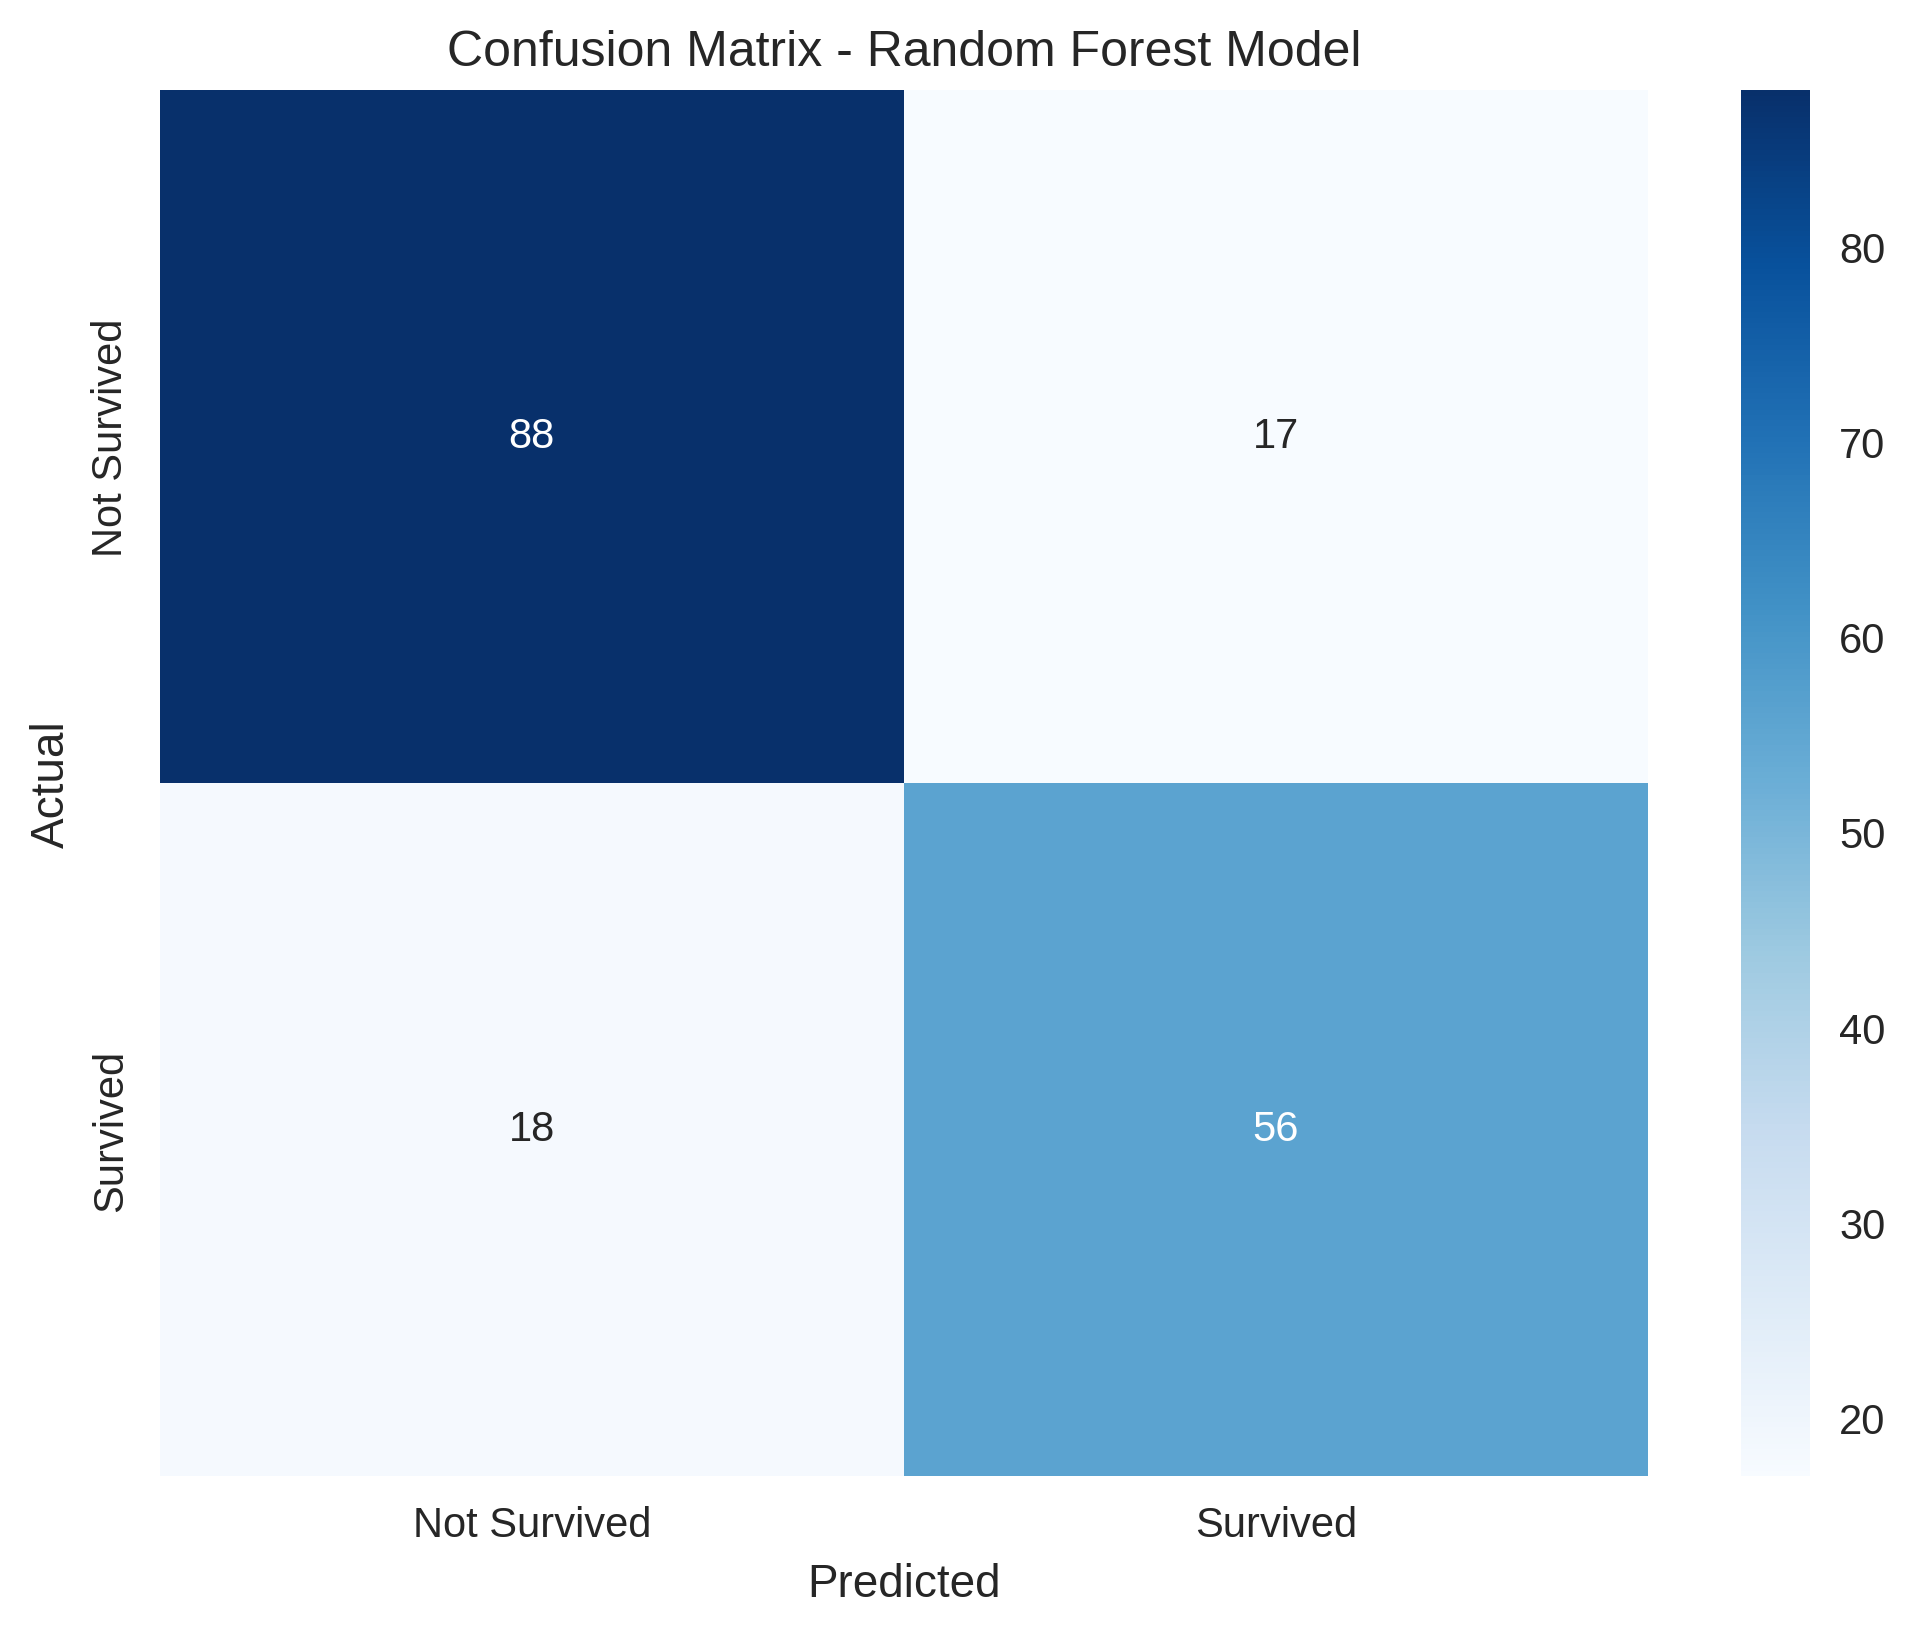 Confusion Matrix - Random Forest Model
Actual
Not Survived
88
17
Survived
18
56
Not Survived
Survived
Predicted
80
70
60
50
40
30
20